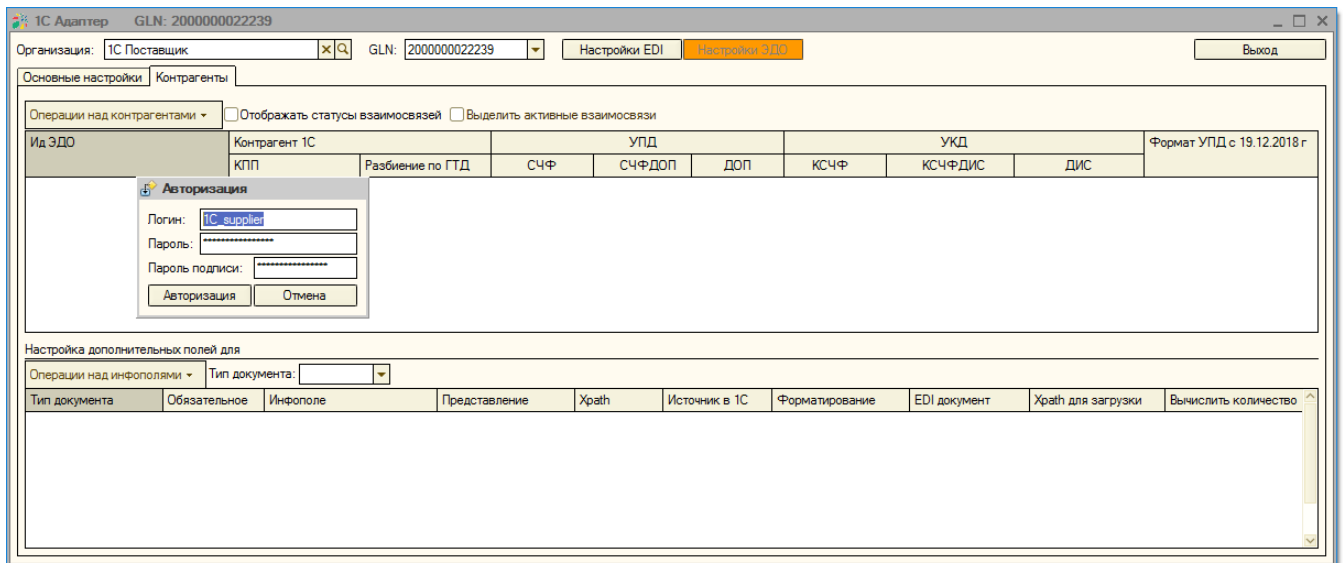 1С Адаптер GLN: 2000000022239
Организация: 1С Поставщик GLN: 2000000022239 Настройки EDI Настройки ЭДО Выход
Основные настройки Контрагенты
Операции над контрагентами Отображать статусы взаимосвязей Выделить активные взаимосвязи
Ид ЭДО Контрагент 1С УПД УКД Формат УПД с 19.12.2018 г
КПП Разбиение по ГТД СЧФ СЧФДОП ДОП КСЧФ КСЧФДИС ДИС
Авторизация
Логин: 1C_supplier
Пароль: ****************
Пароль подписи: ****************
Авторизация Отмена
Настройка дополнительных полей для
Операции над инфополями Тип документа:
Тип документа Обязательное Инфополе Представление Xpath Источник в 1С Форматирование EDI документ Xpath для загрузки Вычислить количество